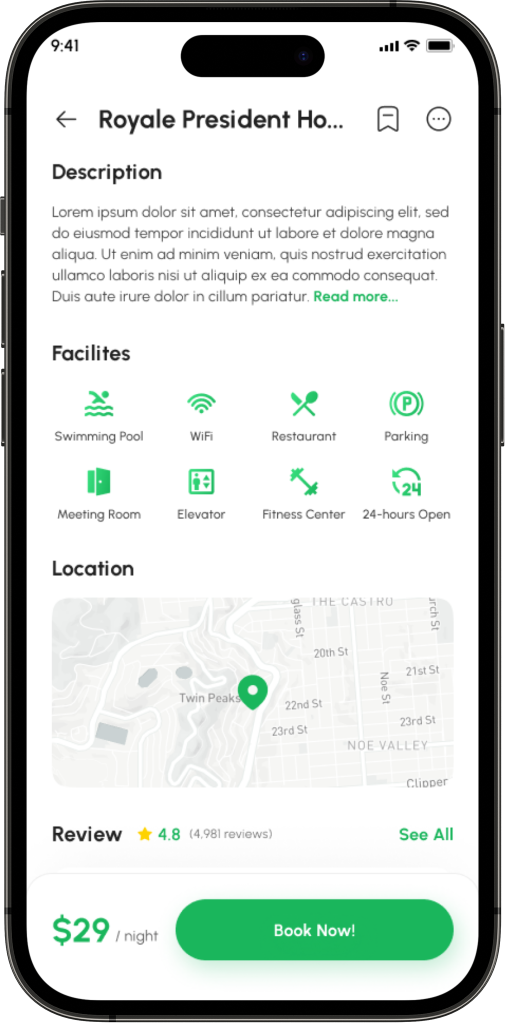 9:41
Royale President Ho...
Description
Lorem ipsum dolor sit amet, consectetur adipiscing elit, sed
do eiusmod tempor incididunt ut labore et dolore magna
aliqua. Ut enim ad minim veniam, quis nostrud exercitation
ullamco laboris nisi ut aliquip ex ea commodo consequat.
Duis aute irure dolor in cillum pariatur. Read more...
Facilites
P
Swimming Pool WiFi Restaurant Parking
24
Meeting Room Elevator Fitness Center 24-hours Open
Location
THE CASTRO
glass St
rch St
20th St
21st St
Noe St
Twin Peaks
22nd St
23rd St
23rd St
NOE VALLEY
Clipper
Review 4.8 (4,981 reviews) See All
$29 / night Book Now!